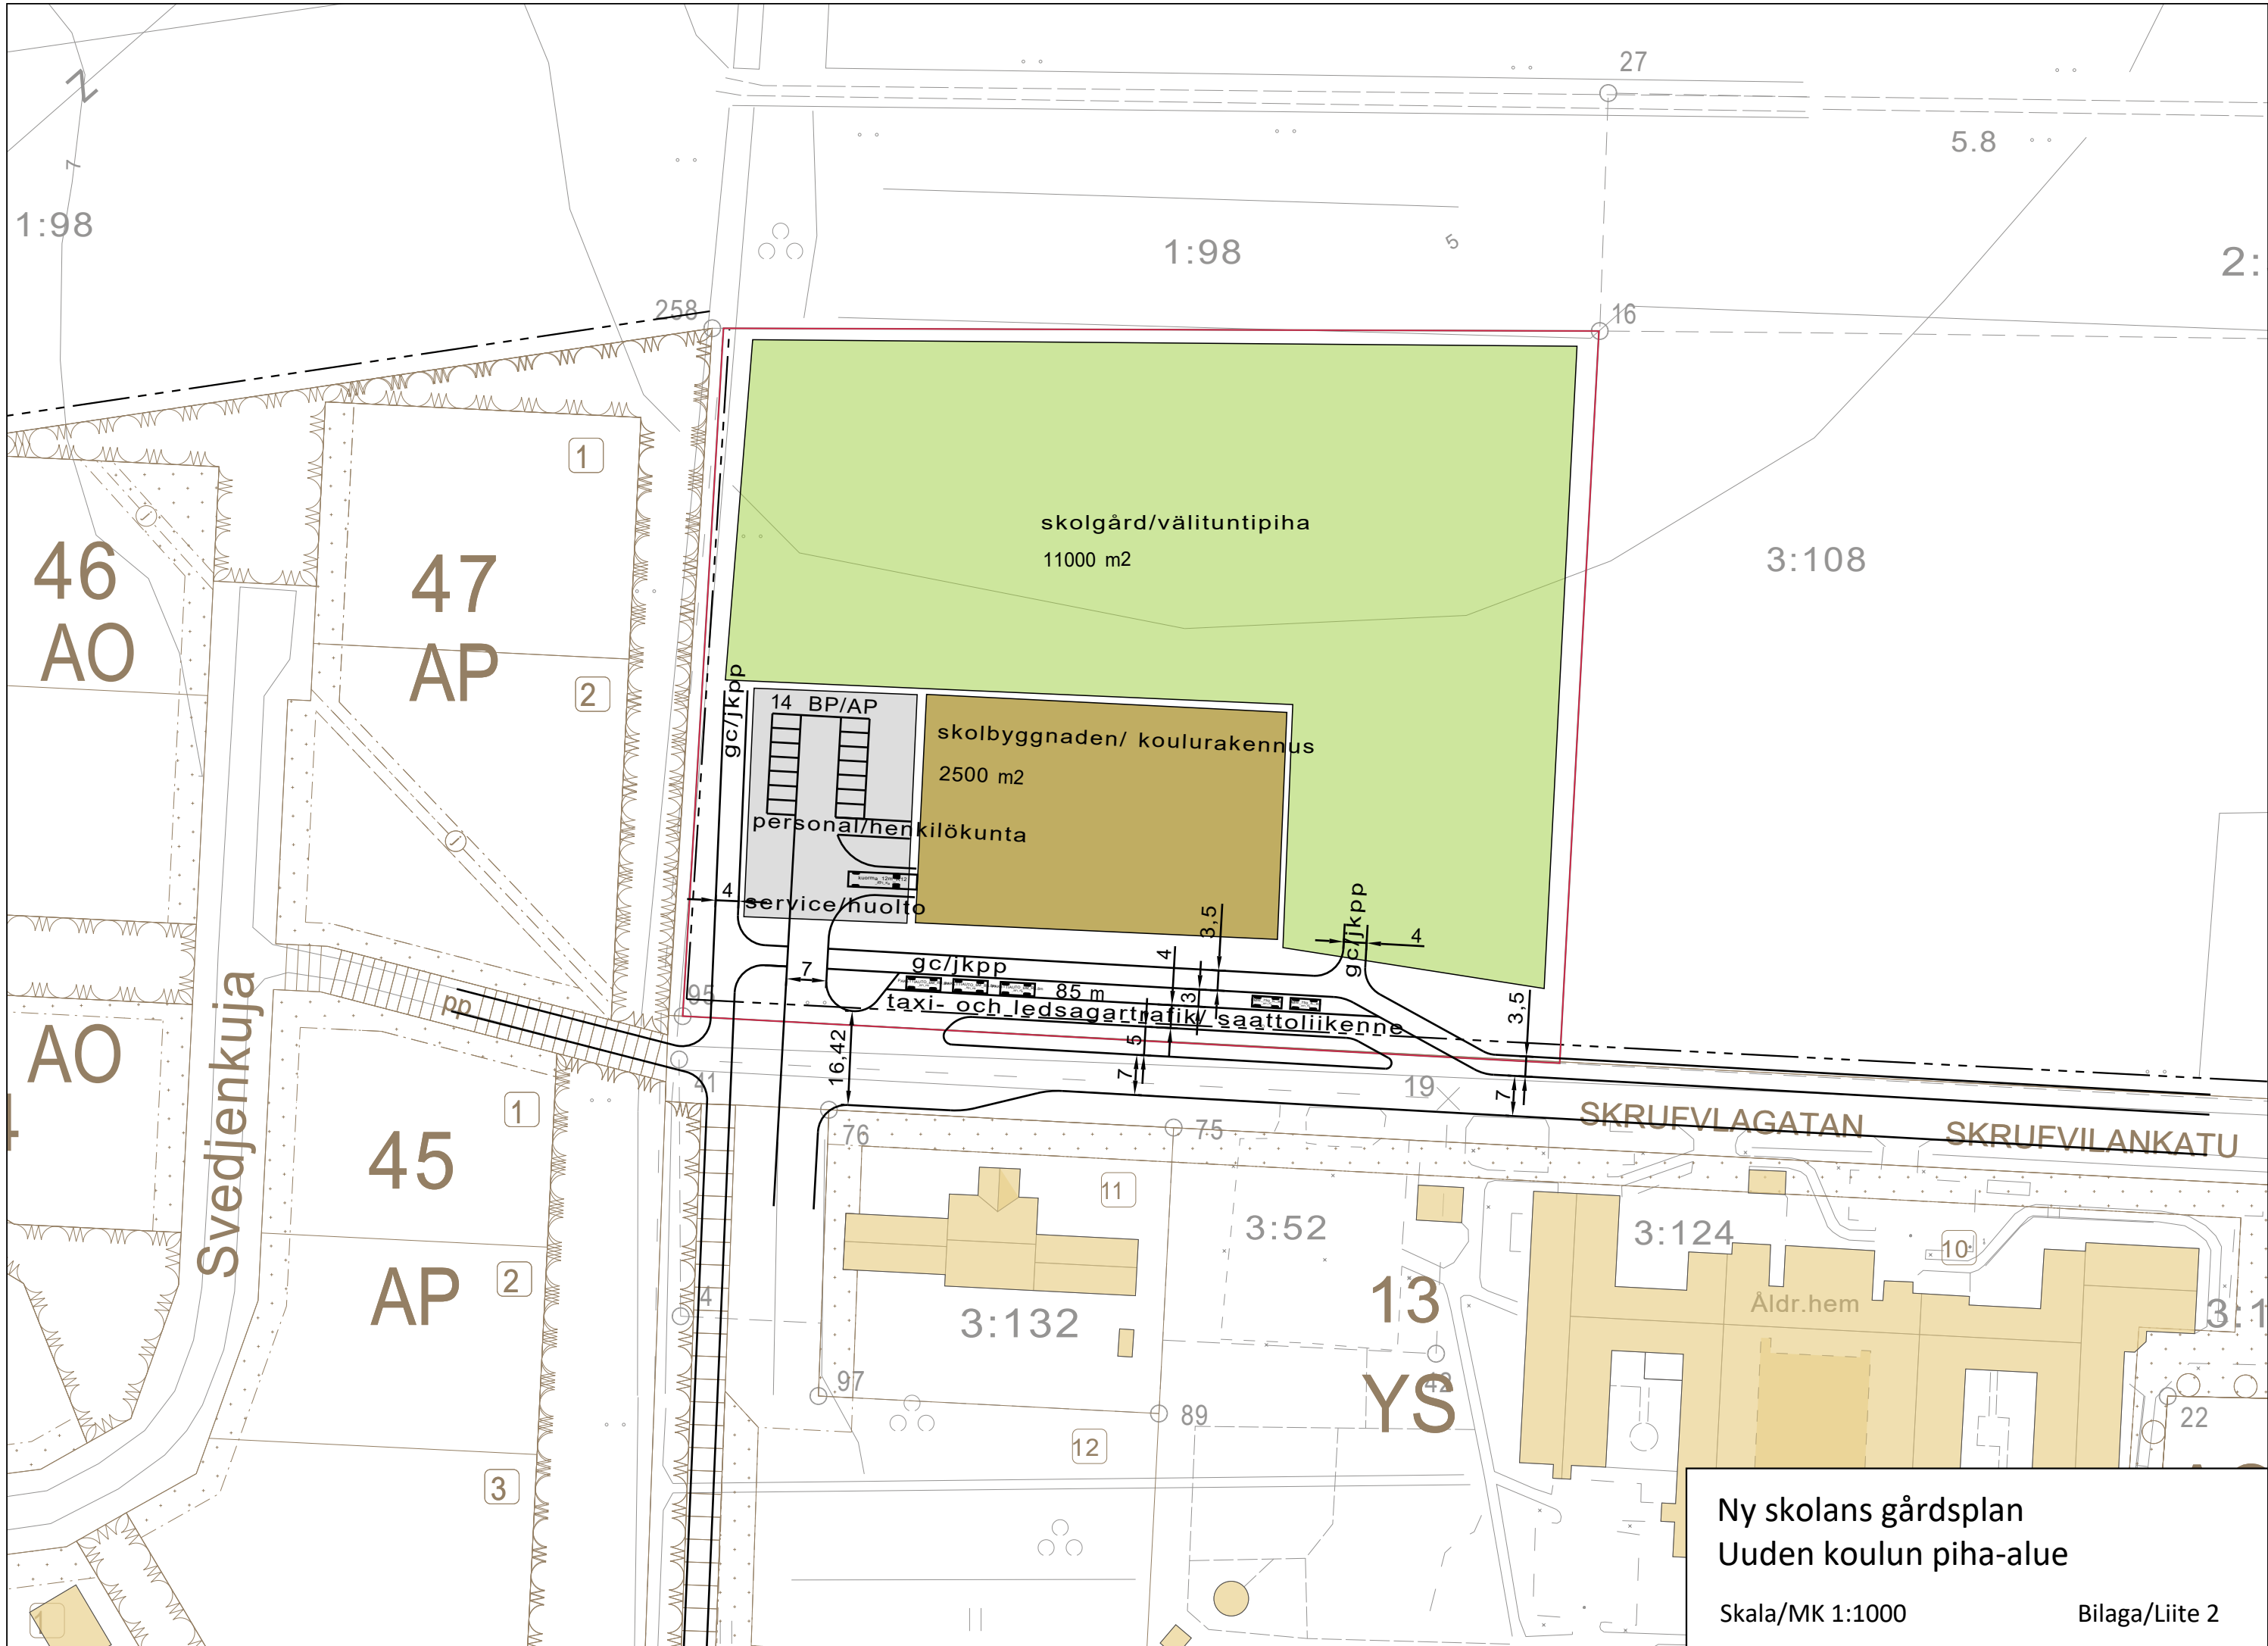 27
Z
7
5.8
1:98
1:98
5
2:
258
16
1
skolgård/välituntipiha
11000 m2
3:108
46
AO
47
AP
2
gc/jkpp
14 BP/AP
skolbyggnaden/ koulurakennus
2500 m2
personal/henkilökunta
4
service/huolto
gc/jkpp
4
3,5
4
gc/jkpp
7
85 m
3
taxi- och ledsagartrafik/ saattoliikenne
3,5
pp
95
16,42
5
7
7
AO
Svedjenkuja
41
19
SKRUFVLAGATAN
SKRUFVILANKATU
1
76
75
45
AP
2
11
3:52
3:124
10
4
3:132
13
YS
Åldr.hem
3:1
97
42
89
22
12
3
1
Ny skolans gårdsplan
Uuden koulun piha-alue
Skala/MK 1:1000
Bilaga/Liite 2